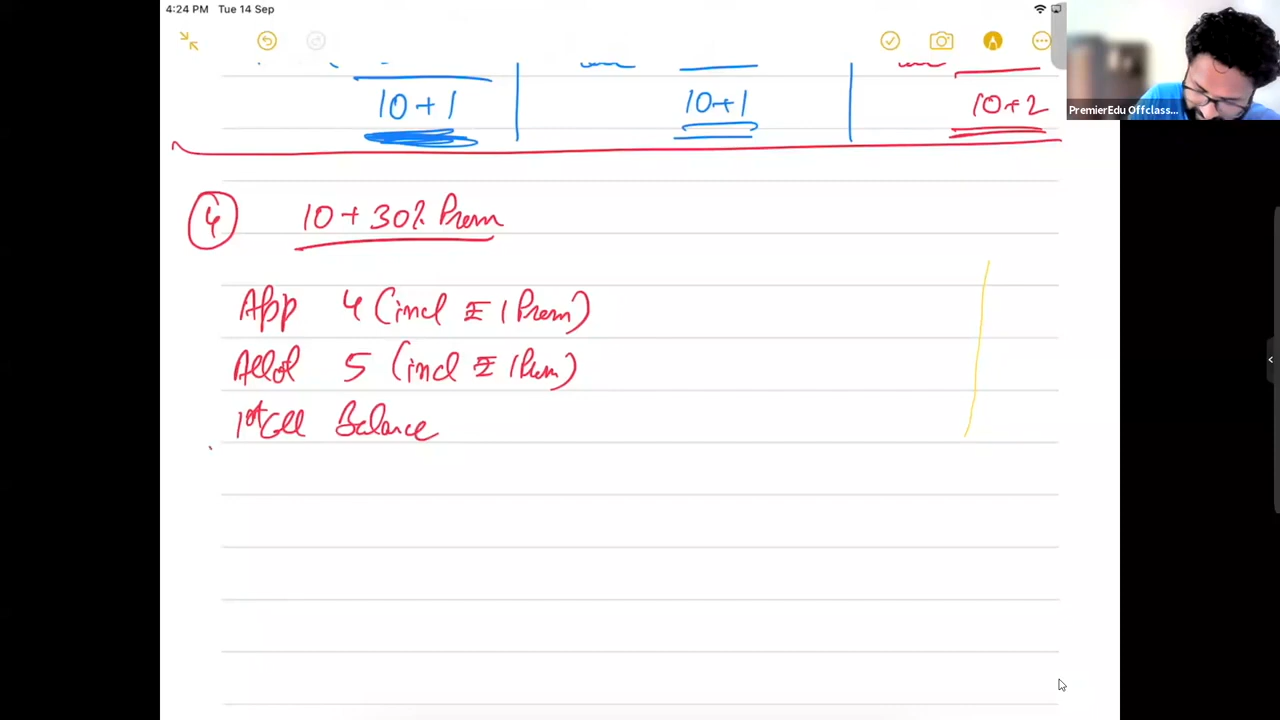 4:24 PM Tue 14 Sep
10+1 10+1 10+2
PremierEdu Offclass...
4 10+30% Prem
App 4 (incl ₹ 1 Prem)
Allot 5 (incl ₹ 1 Prem)
1st Call Balance